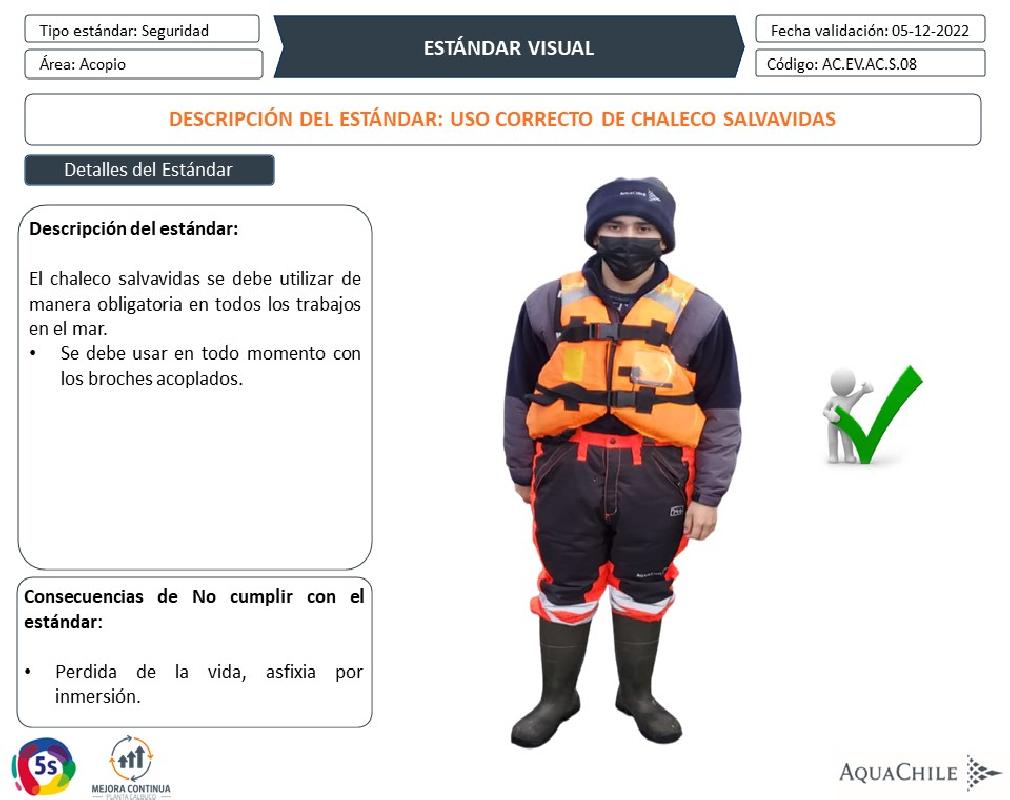 Tipo estándar: Seguridad
Área: Acopio
ESTÁNDAR VISUAL
Fecha validación: 05-12-2022
Código: AC.EV.AC.S.08
DESCRIPCIÓN DEL ESTÁNDAR: USO CORRECTO DE CHALECO SALVAVIDAS
Detalles del Estándar
Descripción del estándar:
El chaleco salvavidas se debe utilizar de
manera obligatoria en todos los trabajos
en el mar.
• Se debe usar en todo momento con
los broches acoplados.
Consecuencias de No cumplir con el
estándar:
• Perdida de la vida, asfixia por
inmersión.
AQUACHILE
5s
MEJORA CONTINUA
PLANTA CALBUCO
AQUACHILE